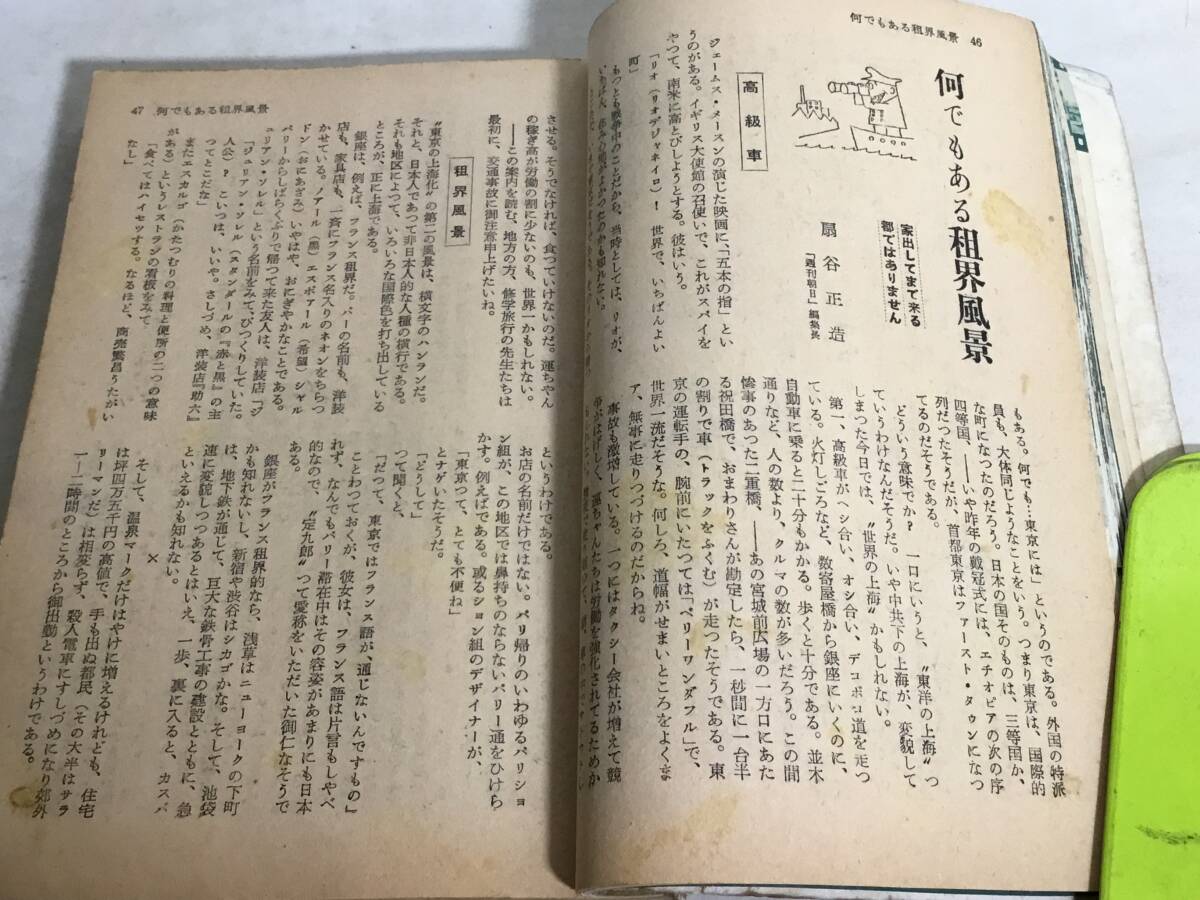 何でもある租界風景 46
何でもある租界風景
家出してまで来る
都ではありません
扇谷正造
『週刊朝日』編集長
高級車
ジェームス・メースンの演じた映画に、「五本の指」とい
うのがある。イギリス大使館の召使いで、これがスパイを
やつて、南米に高とびしようとする。彼はいう。
「リオ(リオデジャネイロ)! 世界で、いちばんよい
町」
もつとも戦争中のことだから、当時としては、リオが、
もある。何でも…東京には」というのである。外国の特派
員も、大体同じようなことをいう。つまり東京は、国際的
な町になつたのだろう。日本の国そのものは、三等国か、
四等国、――いや昨年の戴冠式には、エチオピアの次の序
列だつたそうだが、首都東京はファースト・タウンになつ
てるのだそうである。
どういう意味でか? 一口にいうと、〝東洋の上海〟つ
ていうわけなんだそうだ。いや中共下の上海が、変貌して
しまつた今日では、〝世界の上海〟かもしれない。
第一、高級車がヘシ合い、オシ合い、デコボコ道を走つ
ている。火灯しごろなど、数寄屋橋から銀座にいくのに、
自動車に乗ると二十分もかかる。歩くと十分である。並木
通りなど、人の数より、クルマの数が多いだろう。この間
惨事のあつた二重橋、――あの宮城前広場の一方口にあた
る祝田橋で、おまわりさんが勘定したら、一秒間に一台半
の割りで車(トラックをふくむ)が走つたそうである。東
京の運転手の、腕前にいたつては『ベリーワンダフル』で、
世界一流だそうな。何しろ、道幅がせまいところをよくま
ア、無事に走りつづけるのだからね。
事故も激増している。一つにはタクシー会社が増えて競
争がはげしく、運ちゃんたちは労働を強化されてるためか
47 何でもある租界風景
させる。そうでなければ、食つていけないのだ。運ちやん
の稼ぎ高が労働の割に少ないのも、世界一かもしれない。
――この案内を読む、地方の方、修学旅行の先生たちは
最初に、交通事故に御注意申上げたいね。
租界風景
〝東京の上海化〟の第二の風景は、横文字のハンランだ。
それと、日本人であつて非日本人的な人種の横行である。
それも地区によつて、いろいろな国際色を打ち出している
ところが、正に上海である。
銀座は、例えば、フランス租界だ。バーの名前も、洋装
店も、家具店も、一斉にフランス名入りのネオンをちらつ
かせている。ノアール(黒)エスポアール(希望)シャル
ドン(おにあざみ)いやはや、おにぎやかなことである。
パリーからしばらくぶりで帰つて来た友人は、洋装店「ジ
ュリアン・ソレル」という名前をみて、びつくりしていた。
「ジュリアン・ソレル(スタンダールの『赤と黒』の主
人公)? こいつは、いいや。さしづめ、洋装店『助六』
つてとこだな」
またエスカルゴ(かたつむりの料理と便所の二つの意味
がある)というレストランの看板をみて
「食べてはハイセツする。なるほど、商売繁昌うたがい
なし」
というわけである。
お店の名前だけではない。パリ帰りのいわゆるパリショ
ン組が、この地区では鼻持ちのならないパリー通をひけら
かす。例えばである。或るション組のデザイナーが、
「東京つて、とても不便ね」
とナゲいたそうだ。
「どうして」
つて聞くと、
「だつて、東京ではフランス語が、通じないんですもの」
ことわつておくが、彼女は、フランス語は片言もしやべ
れず、なんでもパリ滞在中はその容姿があまりにも日本
的なので、〝定九郎〟つて愛称をいただいた御仁なそうで
ある。
銀座がフランス租界的なら、浅草はニューヨークの下町
かも知れないし、新宿や渋谷はシカゴかな。そして、池袋
は、地下鉄が通じて、巨大な鉄骨工事の建設とともに、急
速に変貌しつつあるとはいえ、一歩、裏に入ると、カスバ
といえるかも知れない。
×
そして、温泉マークだけはやけに増えるけれども、住宅
は坪四万五千円の高値で、手も出ぬ都民(その大半はサラ
リーマンだ)は相変らず、殺人電車にすしづめになり郊外
一―二時間のところから御出勤というわけである。